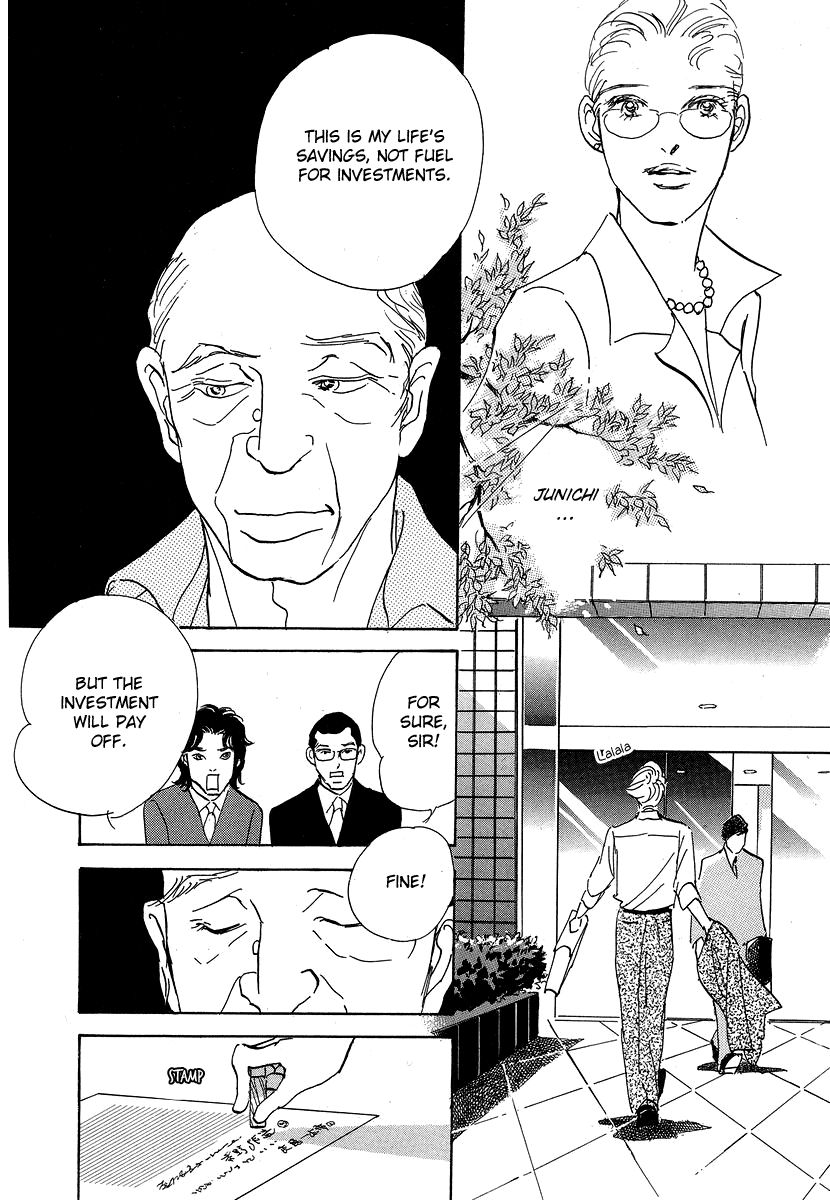 THIS IS MY LIFE'S
SAVINGS, NOT FUEL
FOR INVESTMENTS.
JUNICHI
...
BUT THE
INVESTMENT
WILL PAY
OFF.
FOR
SURE,
SIR!
Lalala
FINE!
STAMP